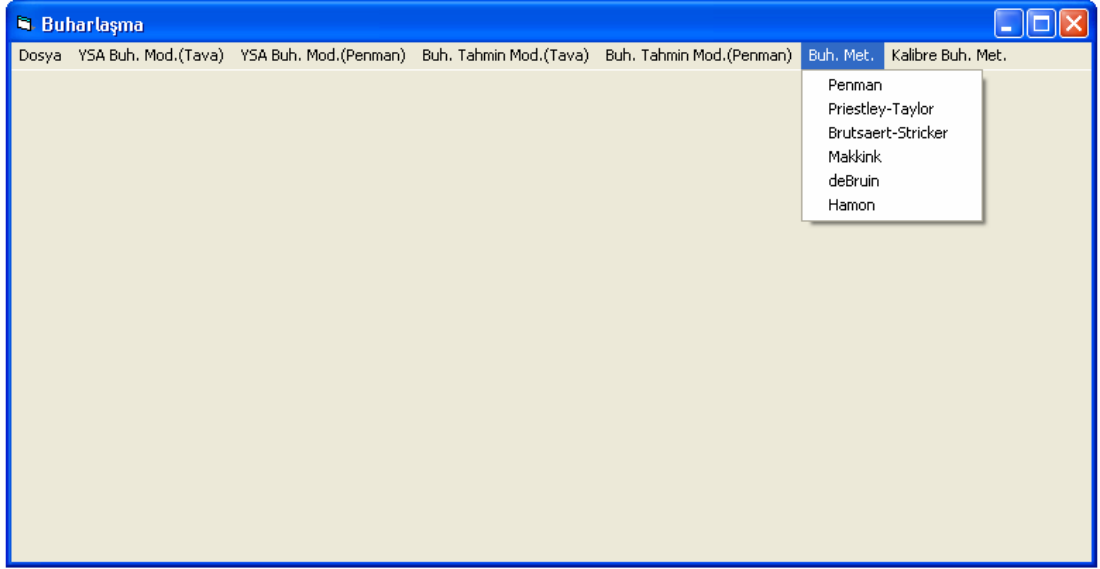 Buharlaşma
Dosya YSA Buh. Mod.(Tava) YSA Buh. Mod.(Penman) Buh. Tahmin Mod.(Tava) Buh. Tahmin Mod.(Penman) Buh. Met. Kalibre Buh. Met.
Penman
Priestley-Taylor
Brutsaert-Stricker
Makkink
deBruin
Hamon